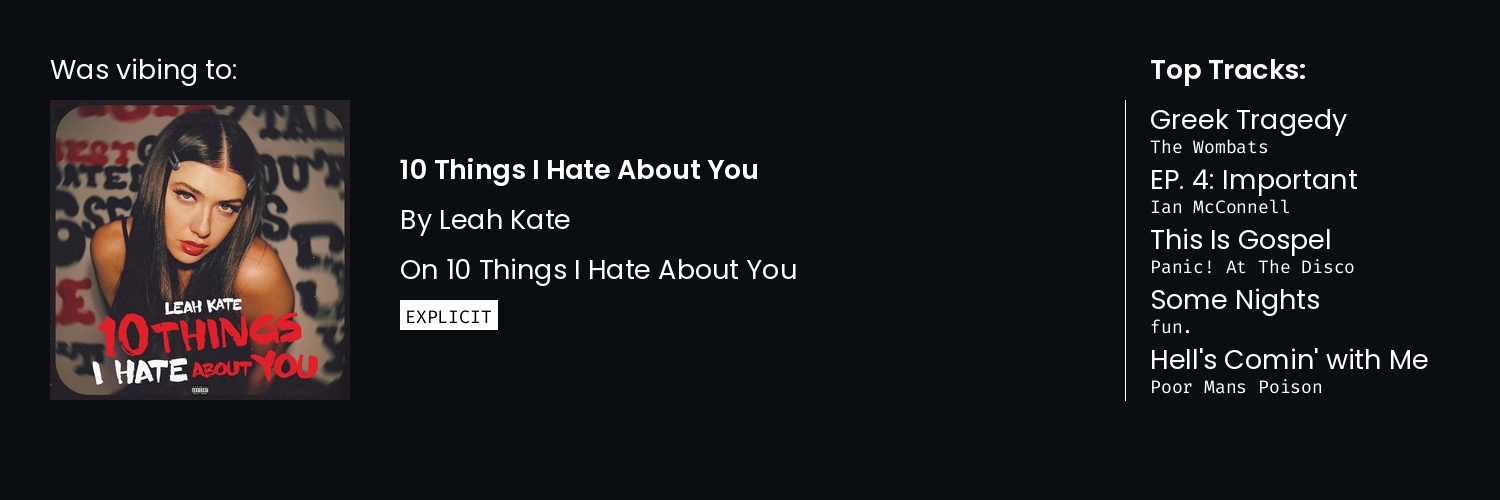 Was vibing to:
LEAH KATE
10 THINGS
I HATE ABOUT YOU
10 Things I Hate About You
By Leah Kate
On 10 Things I Hate About You
EXPLICIT
Top Tracks:
Greek Tragedy
The Wombats
EP. 4: Important
Ian McConnell
This Is Gospel
Panic! At The Disco
Some Nights
fun.
Hell's Comin' with Me
Poor Mans Poison